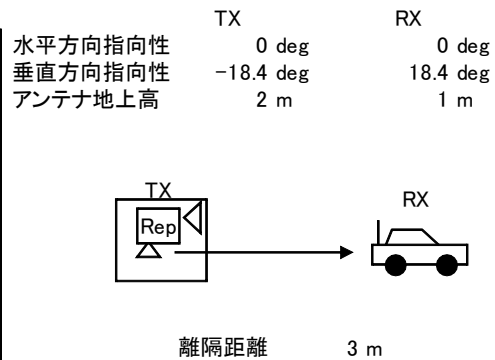 TX RX
水平方向指向性 0 deg 0 deg
垂直方向指向性 -18.4 deg 18.4 deg
アンテナ地上高 2 m 1 m
TX
RX
Rep
離隔距離 3 m